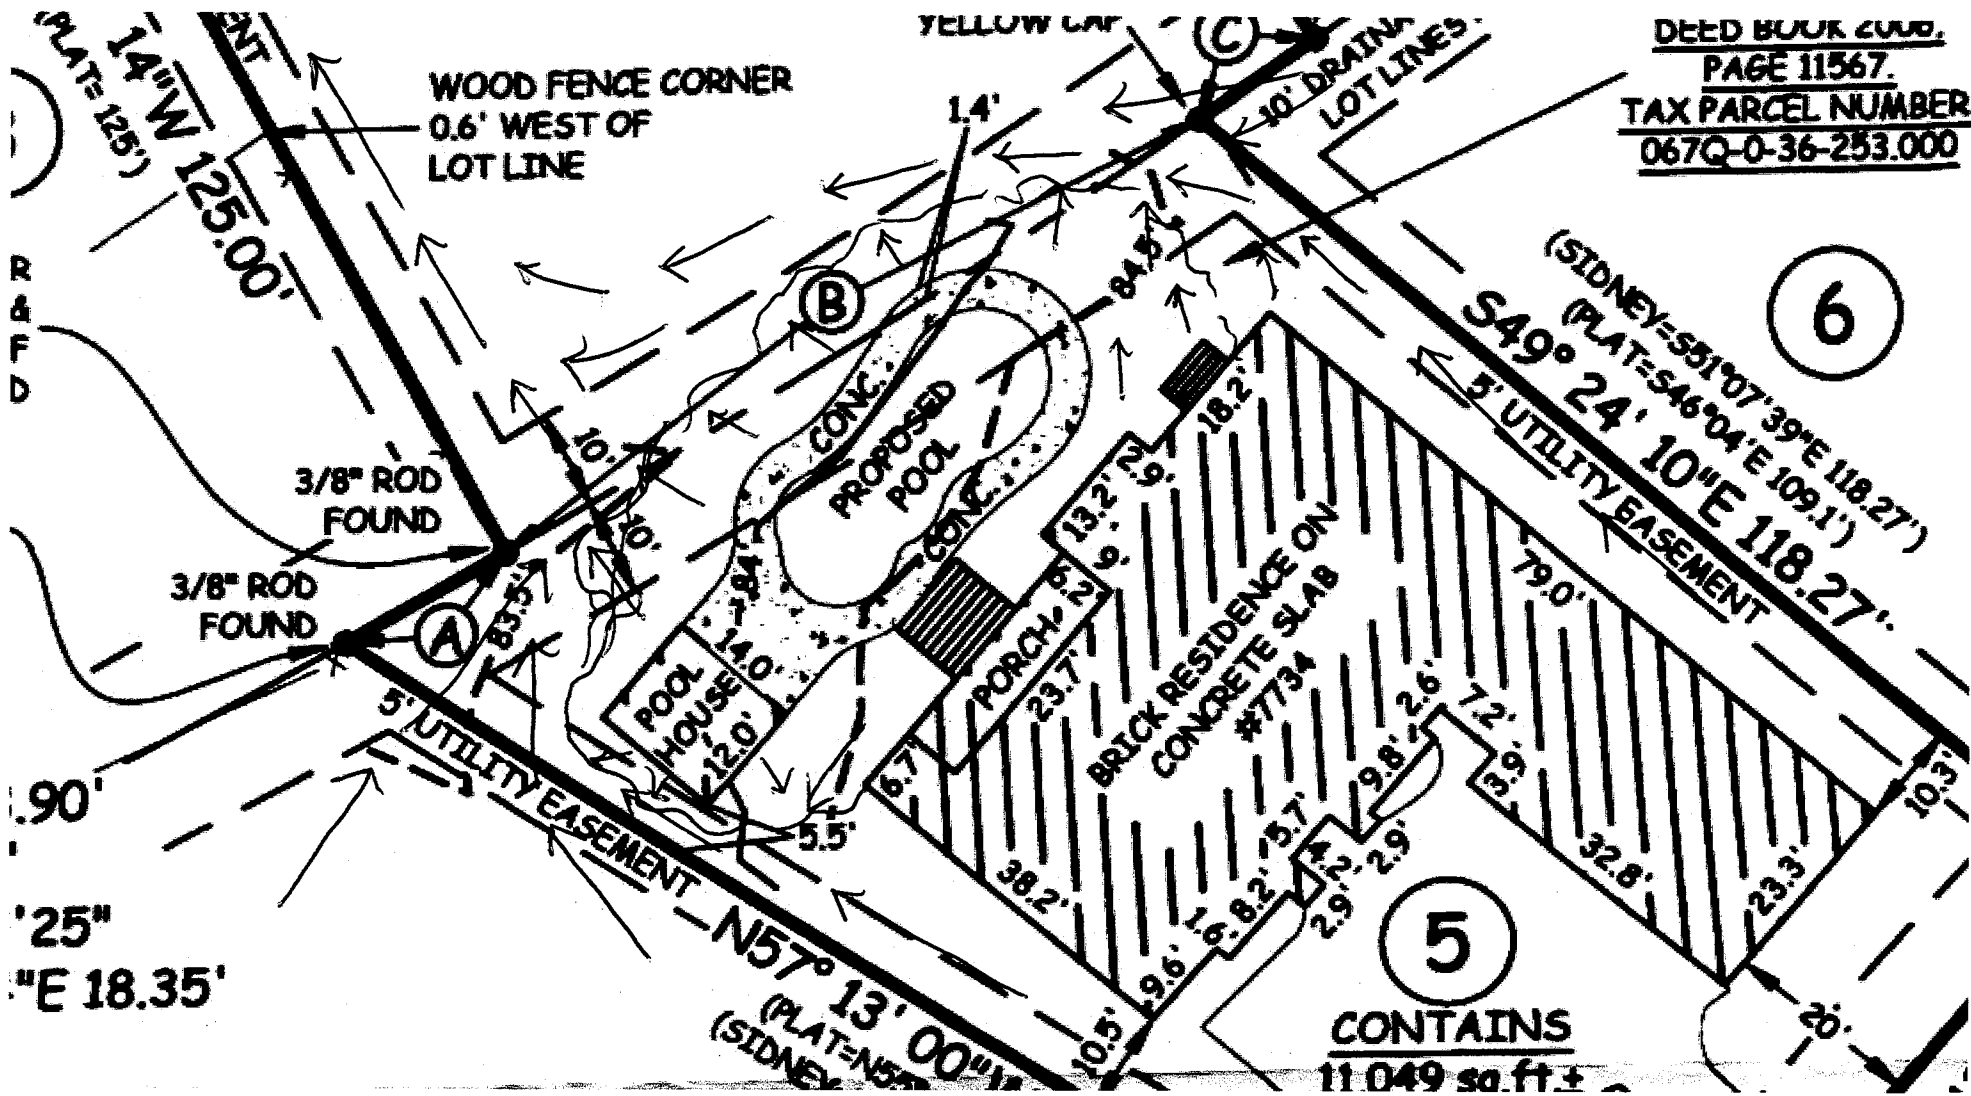 YELLOW CAP
C
DEED BOOK 2006,
PAGE 11567.
TAX PARCEL NUMBER
067Q-0-36-253.000
10' DRAINA
LOT LINES
NT
14"W 125.00'
(PLAT= 125')
WOOD FENCE CORNER
0.6' WEST OF
LOT LINE
1.4'
84.5'
B
6
(SIDNEY=S51°07'39"E 118.27')
(PLAT=S46°04'E 109.1')
S49° 24' 10"E 118.27'
5' UTILITY EASEMENT
R
&
F
D
3/8" ROD
FOUND
3/8" ROD
FOUND
A
83.5'
10'
10'
CONC.
PROPOSED
POOL
CONC.
7.84'
14.0'
POOL
HOUSE
12.0'
5.5'
18.2'
2.9'
13.2'
.9'
6.2'
PORCH
23.7'
6.7'
BRICK RESIDENCE ON
CONCRETE SLAB
#7734
79.0'
2.6'
7.2'
3.9'
9.8'
5.7'
4.2'
2.9'
2.9'
8.2'
1.6'
9.6'
38.2'
32.8'
23.3'
10.3'
20'
10.5'
5' UTILITY EASEMENT
N57° 13' 00"W
(PLAT=N55
(SIDNEY
.90'
'25"
"E 18.35'
5
CONTAINS
11,049 sq.ft.±